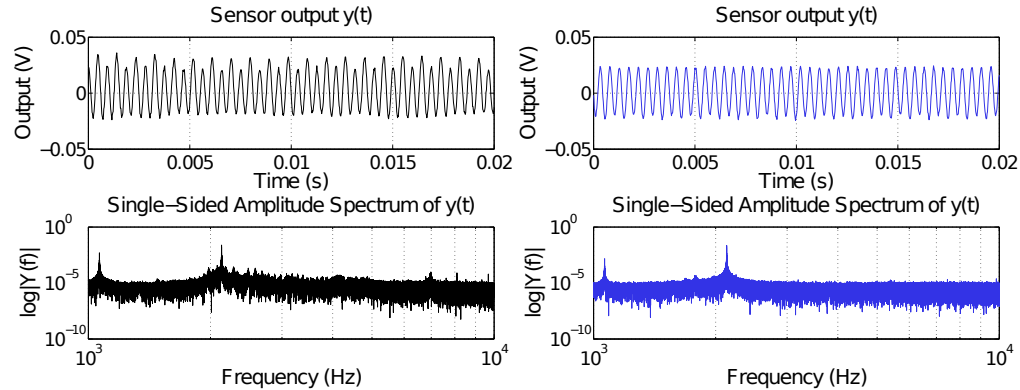 Sensor output y(t)
Output (V)
0.05
0
−0.05
0 0.005 0.01 0.015 0.02
Time (s)
Single−Sided Amplitude Spectrum of y(t)
log|Y(f)|
10^0
10^−5
10^−10
10^3 10^4
Frequency (Hz)
Sensor output y(t)
Output (V)
0.05
0
−0.05
0 0.005 0.01 0.015 0.02
Time (s)
Single−Sided Amplitude Spectrum of y(t)
log|Y(f)|
10^0
10^−5
10^−10
10^3 10^4
Frequency (Hz)